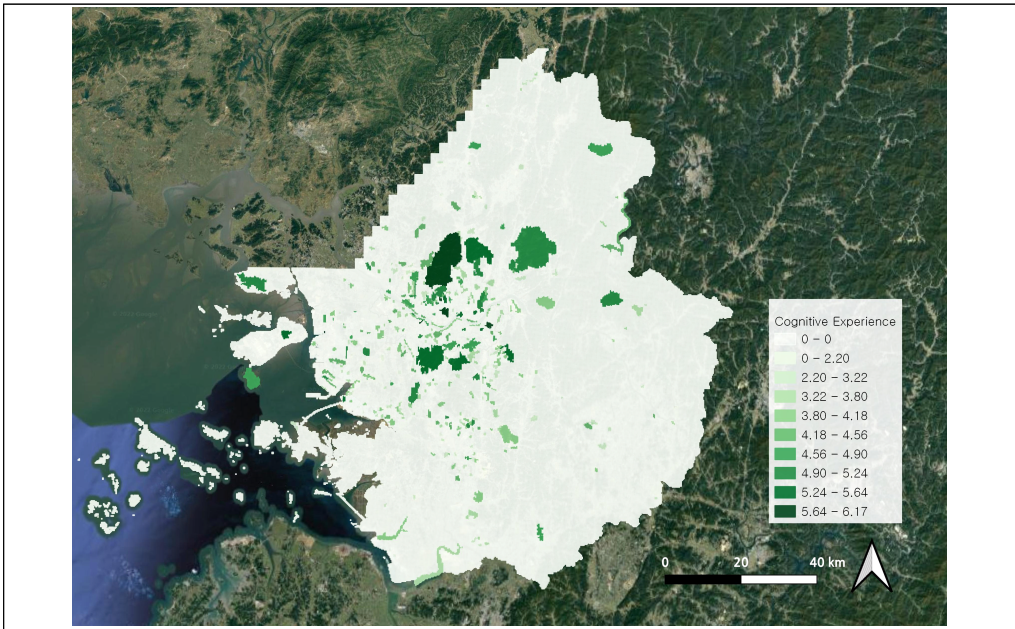 Cognitive Experience
0 – 0
0 – 2.20
2.20 – 3.22
3.22 – 3.80
3.80 – 4.18
4.18 – 4.56
4.56 – 4.90
4.90 – 5.24
5.24 – 5.64
5.64 – 6.17
0 20 40 km